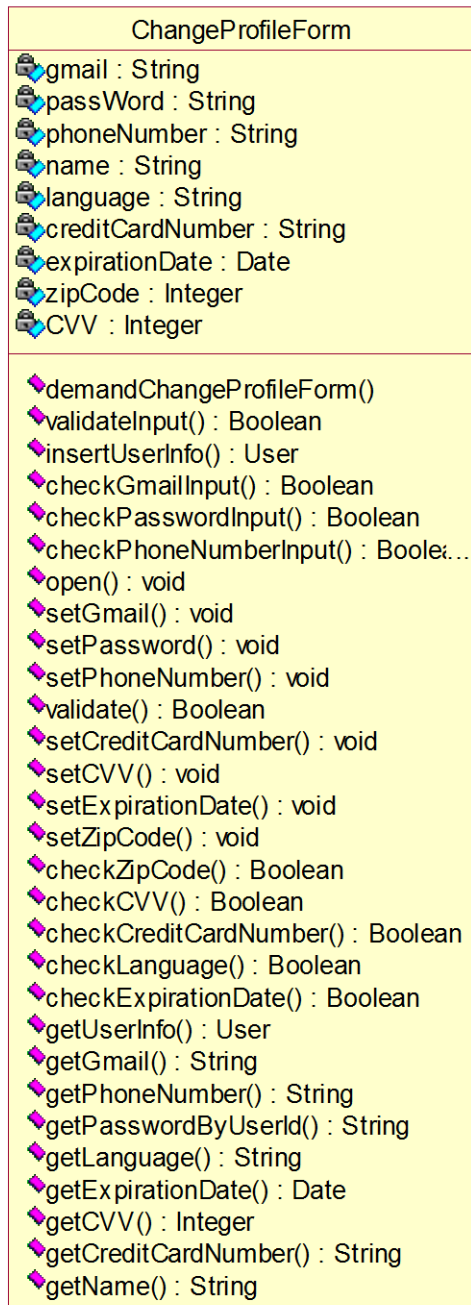 ChangeProfileForm
gmail : String
passWord : String
phoneNumber : String
name : String
language : String
creditCardNumber : String
expirationDate : Date
zipCode : Integer
CVV : Integer
demandChangeProfileForm()
validateInput() : Boolean
insertUserInfo() : User
checkGmailInput() : Boolean
checkPasswordInput() : Boolean
checkPhoneNumberInput() : Boolea...
open() : void
setGmail() : void
setPassword() : void
setPhoneNumber() : void
validate() : Boolean
setCreditCardNumber() : void
setCVV() : void
setExpirationDate() : void
setZipCode() : void
checkZipCode() : Boolean
checkCVV() : Boolean
checkCreditCardNumber() : Boolean
checkLanguage() : Boolean
checkExpirationDate() : Boolean
getUserInfo() : User
getGmail() : String
getPhoneNumber() : String
getPasswordByUserId() : String
getLanguage() : String
getExpirationDate() : Date
getCVV() : Integer
getCreditCardNumber() : String
getName() : String